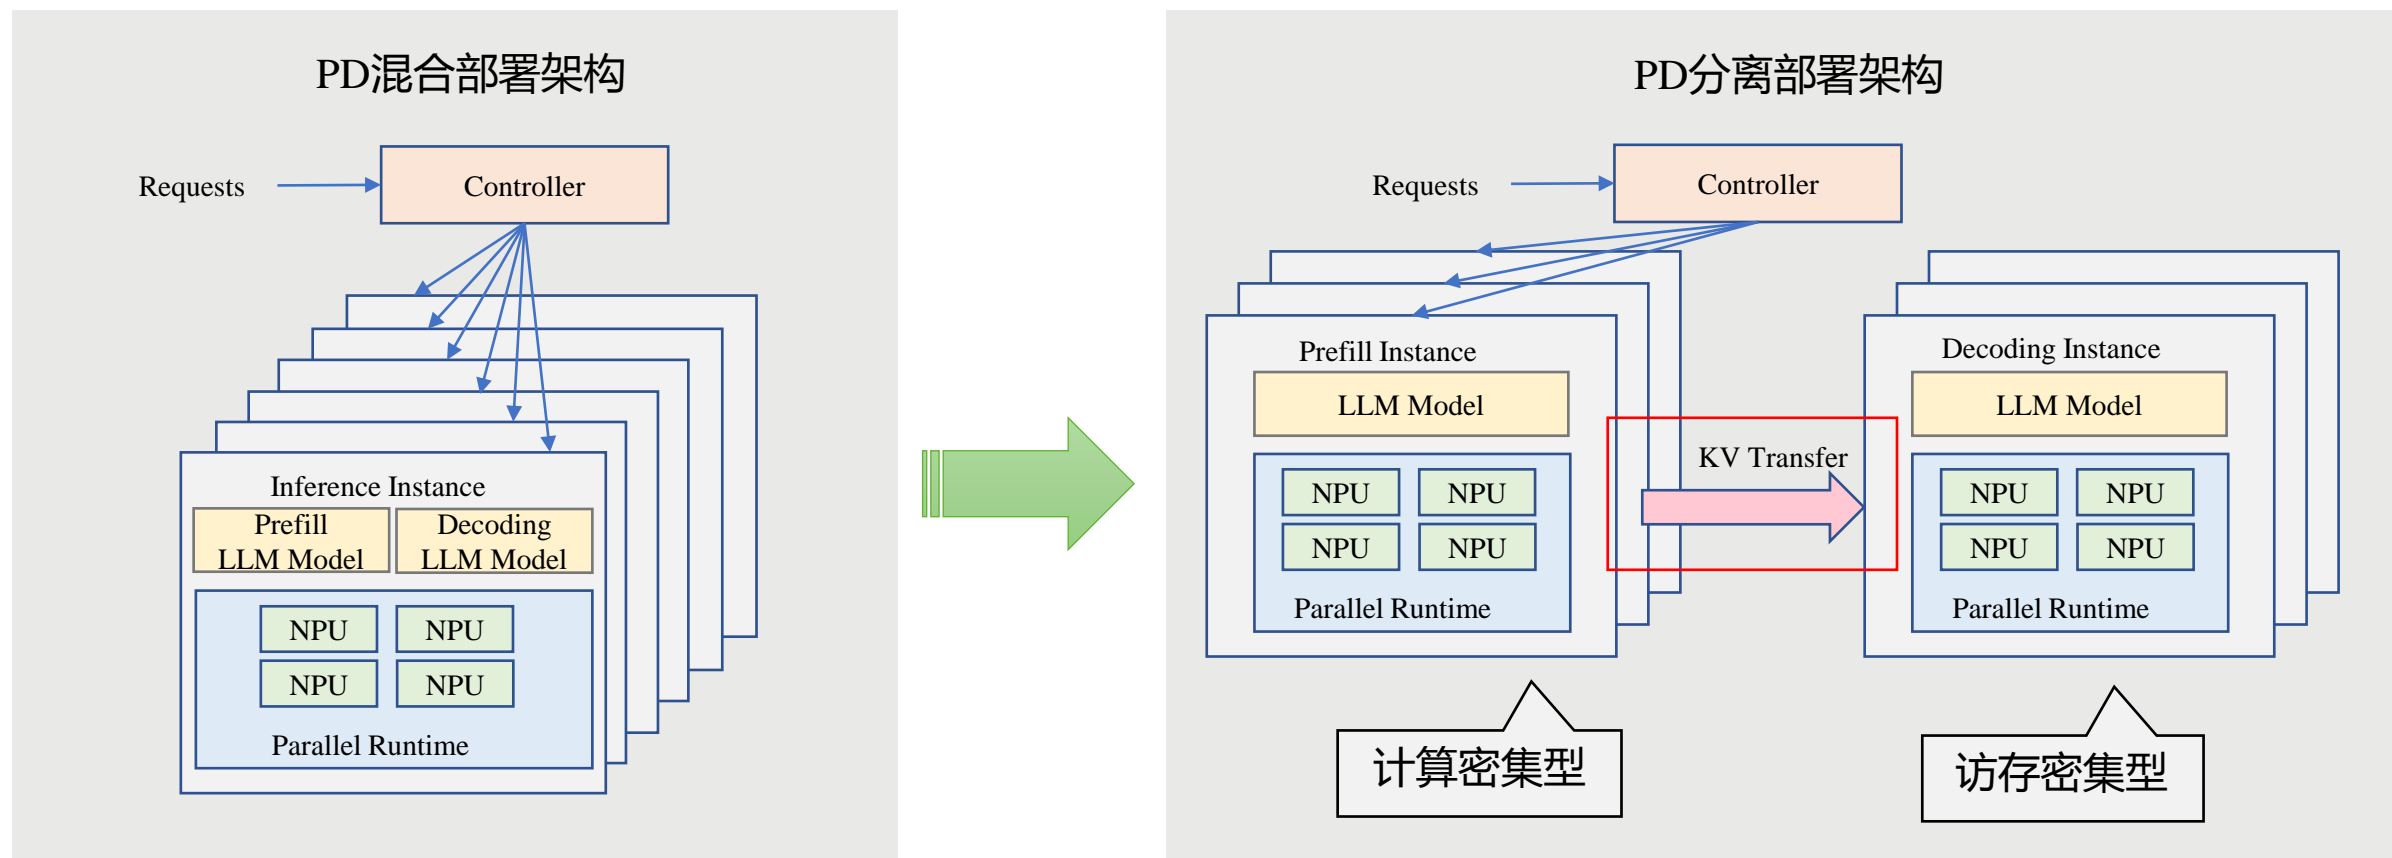 PD混合部署架构
Requests
Controller
Inference Instance
Prefill
LLM Model
Decoding
LLM Model
NPU
NPU
NPU
NPU
Parallel Runtime
PD分离部署架构
Requests
Controller
Prefill Instance
LLM Model
NPU
NPU
NPU
NPU
Parallel Runtime
KV Transfer
Decoding Instance
LLM Model
NPU
NPU
NPU
NPU
Parallel Runtime
计算密集型
访存密集型